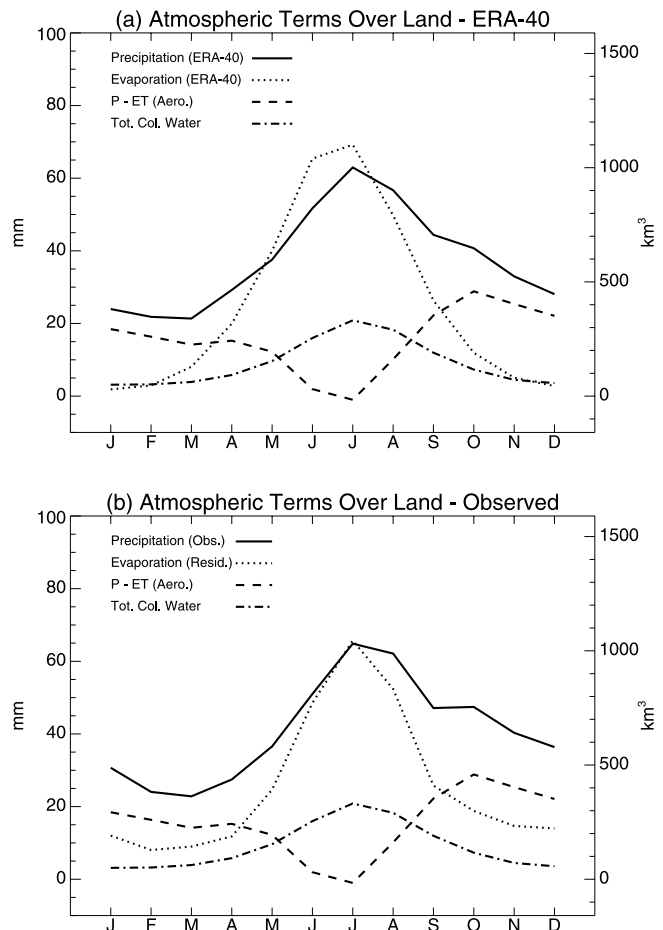 (a) Atmospheric Terms Over Land - ERA-40
100
80
60
40
20
0
mm
1500
1000
500
0
km³
Precipitation (ERA-40)
Evaporation (ERA-40)
P - ET (Aero.)
Tot. Col. Water
J F M A M J J A S O N D
(b) Atmospheric Terms Over Land - Observed
100
80
60
40
20
0
mm
1500
1000
500
0
km³
Precipitation (Obs.)
Evaporation (Resid.)
P - ET (Aero.)
Tot. Col. Water
J F M A M J J A S O N D